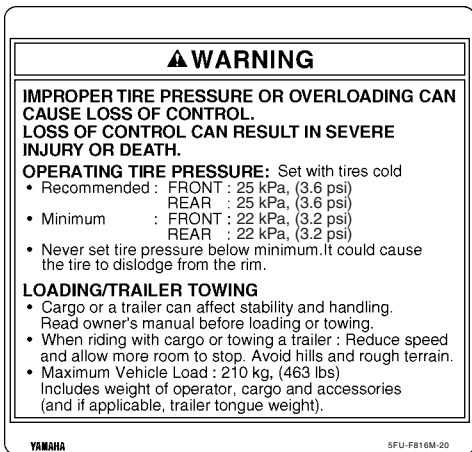 ⚠WARNING
IMPROPER TIRE PRESSURE OR OVERLOADING CAN
CAUSE LOSS OF CONTROL.
LOSS OF CONTROL CAN RESULT IN SEVERE
INJURY OR DEATH.
OPERATING TIRE PRESSURE: Set with tires cold
• Recommended : FRONT : 25 kPa, (3.6 psi)
REAR : 25 kPa, (3.6 psi)
• Minimum : FRONT : 22 kPa, (3.2 psi)
REAR : 22 kPa, (3.2 psi)
• Never set tire pressure below minimum.It could cause
the tire to dislodge from the rim.
LOADING/TRAILER TOWING
• Cargo or a trailer can affect stability and handling.
Read owner's manual before loading or towing.
• When riding with cargo or towing a trailer : Reduce speed
and allow more room to stop. Avoid hills and rough terrain.
• Maximum Vehicle Load : 210 kg, (463 lbs)
Includes weight of operator, cargo and accessories
(and if applicable, trailer tongue weight).
YAMAHA 5FU-F816M-20